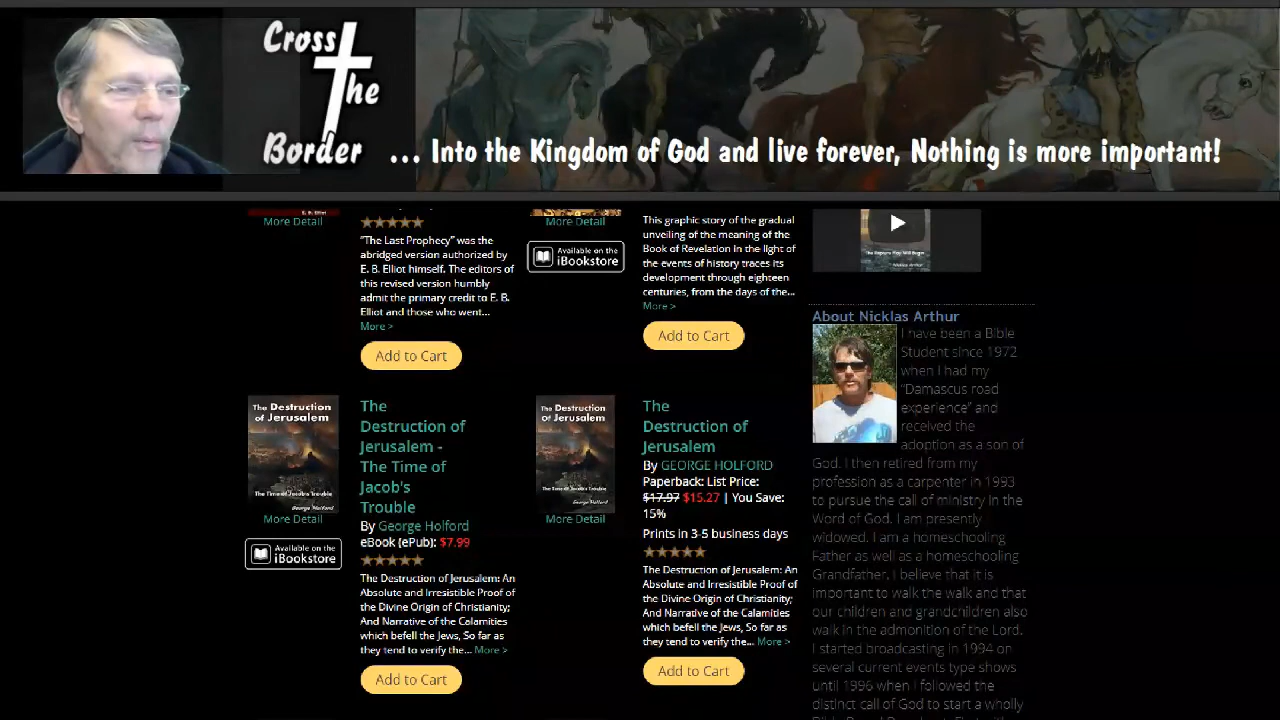 Cross
The
Border
... Into the Kingdom of God and live forever, Nothing is more important!
More Detail
"The Last Prophecy" was the
abridged version authorized by
E. B. Elliot himself. The editors of
this revised version humbly
admit the primary credit to E. B.
Elliot and those who went...
More >
Add to Cart
More Detail
Available on the
iBookstore
This graphic story of the gradual
unveiling of the meaning of the
Book of Revelation in the light of
the events of history traces its
development through eighteen
centuries, from the days of the...
More >
Add to Cart
The Destruction
of Jerusalem
The Time of Jacob's Trouble
George Holford
More Detail
Available on the
iBookstore
The
Destruction of
Jerusalem -
The Time of
Jacob's
Trouble
By George Holford
eBook (ePub): $7.99
The Destruction of Jerusalem: An
Absolute and Irresistible Proof of
the Divine Origin of Christianity;
And Narrative of the Calamities
which befell the Jews, So far as
they tend to verify the... More >
Add to Cart
The Destruction
of Jerusalem
The Time of Jacob's Trouble
George Holford
More Detail
The
Destruction of
Jerusalem
By GEORGE HOLFORD
Paperback: List Price:
$17.97 $15.27 | You Save:
15%
Prints in 3-5 business days
The Destruction of Jerusalem: An
Absolute and Irresistible Proof of
the Divine Origin of Christianity;
And Narrative of the Calamities
which befell the Jews, So far as
they tend to verify the... More >
Add to Cart
The Rapture Play Will Begin
Nicklas Arthur
About Nicklas Arthur
I have been a Bible
Student since 1972
when I had my
"Damascus road
experience" and
received the
adoption as a son of
God. I then retired from my
profession as a carpenter in 1993
to pursue the call of ministry in the
Word of God. I am presently
widowed. I am a homeschooling
Father as well as a homeschooling
Grandfather. I believe that it is
important to walk the walk and that
our children and grandchildren also
walk in the admonition of the Lord.
I started broadcasting in 1994 on
several current events type shows
until 1996 when I followed the
distinct call of God to start a wholly